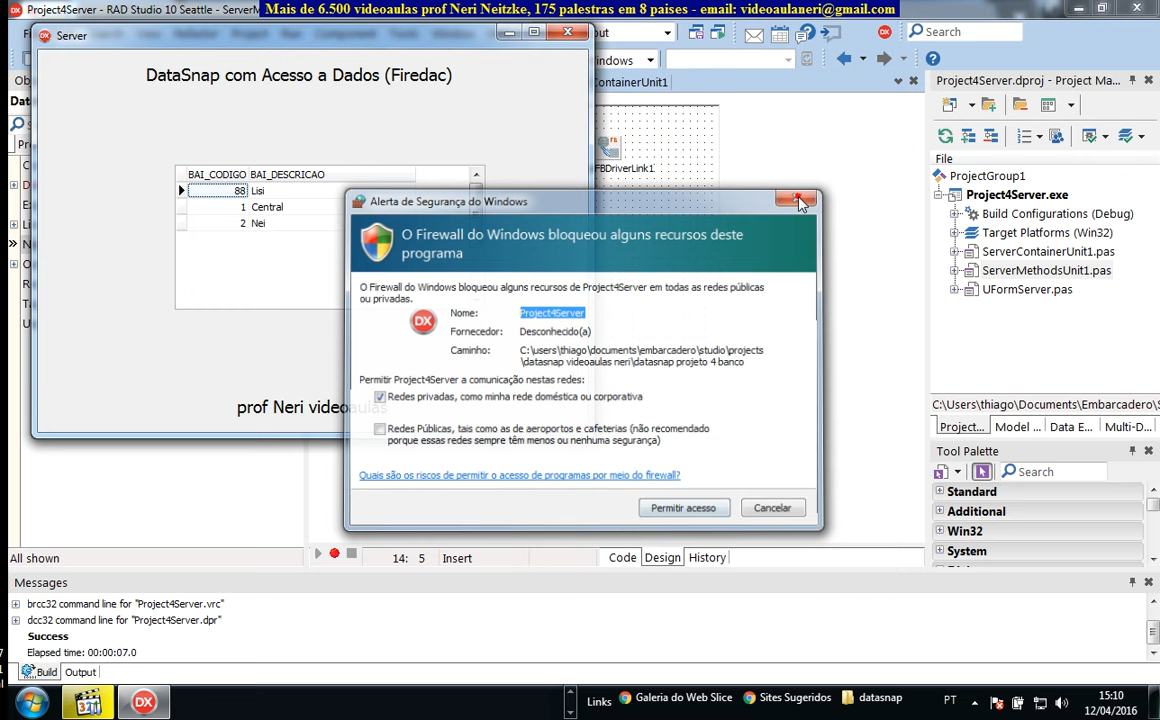 Mais de 6.500 videoaulas prof Neri Neitzke, 175 palestras em 8 paises - email: videoaulaneri@gmail.com
Project4Server - RAD Studio 10 Seattle - ServerM
Search
Server
DataSnap com Acesso a Dados (Firedac)
BAI_CODIGO BAI_DESCRICAO
88 Lisi
1 Central
2 Nei
prof Neri videoaulas
ContainerUnit1
FBDriverLink1
Alerta de Segurança do Windows
O Firewall do Windows bloqueou alguns recursos deste
programa
O Firewall do Windows bloqueou alguns recursos de Project4Server em todas as redes públicas
ou privadas.
Nome: Project4Server
Fornecedor: Desconhecido(a)
Caminho: C:\users\thiago\documents\embarcadero\studio\projects
\datasnap videoaulas neri\datasnap projeto 4 banco
Permitir Project4Server a comunicação nestas redes:
Redes privadas, como minha rede doméstica ou corporativa
Redes Públicas, tais como as de aeroportos e cafeterias (não recomendado
porque essas redes sempre têm menos ou nenhuma segurança)
Quais são os riscos de permitir o acesso de programas por meio do firewall?
Permitir acesso Cancelar
Project4Server.dproj - Project Ma...
File
ProjectGroup1
Project4Server.exe
Build Configurations (Debug)
Target Platforms (Win32)
ServerContainerUnit1.pas
ServerMethodsUnit1.pas
UFormServer.pas
C:\Users\thiago\Documents\Embarcadero\S
Project... Model ... Data E... Multi-D...
Tool Palette
Search
Standard
Additional
Win32
System
All shown
14: 5 Insert
Code Design History
Messages
brcc32 command line for "Project4Server.vrc"
dcc32 command line for "Project4Server.dpr"
Success
Elapsed time: 00:00:07.0
Build Output
Links Galeria do Web Slice Sites Sugeridos datasnap
PT
15:10
12/04/2016